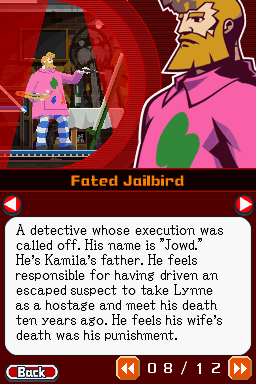 Fated Jailbird
A detective whose execution was
called off. His name is "Jowd."
He's Kamila's father. He feels
responsible for having driven an
escaped suspect to take Lynne
as a hostage and meet his death
ten years ago. He feels his wife's
death was his punishment.
Back
08/12